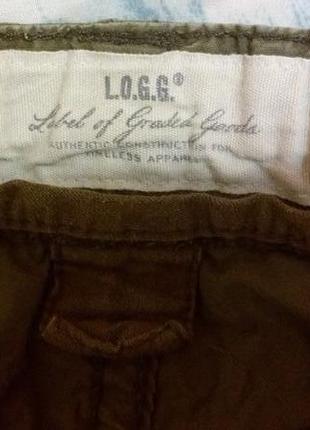 L.O.G.G.®
Label of Graded Goods
AUTHENTIC CONSTRUCTION FOR
TIMELESS APPAREL